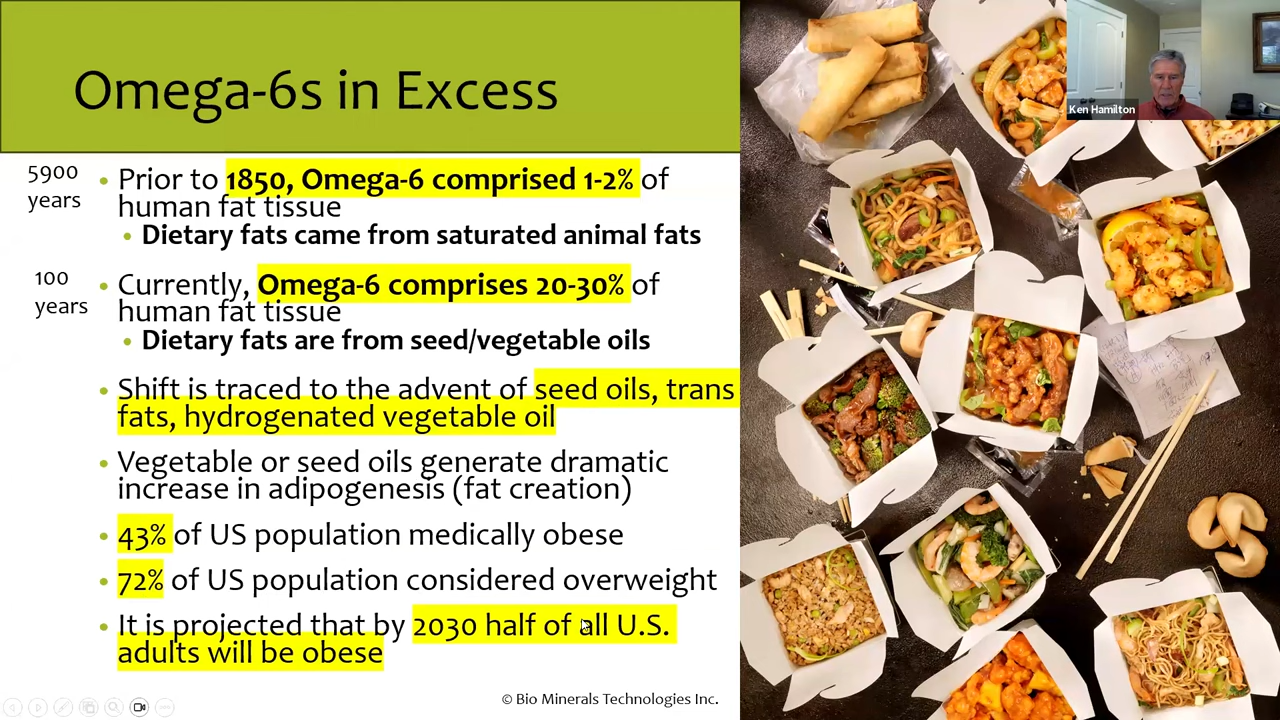 Omega-6s in Excess
Ken Hamilton
5900
years
• Prior to 1850, Omega-6 comprised 1-2% of
human fat tissue
• Dietary fats came from saturated animal fats
100
years
• Currently, Omega-6 comprises 20-30% of
human fat tissue
• Dietary fats are from seed/vegetable oils
• Shift is traced to the advent of seed oils, trans
fats, hydrogenated vegetable oil
• Vegetable or seed oils generate dramatic
increase in adipogenesis (fat creation)
• 43% of US population medically obese
• 72% of US population considered overweight
• It is projected that by 2030 half of all U.S.
adults will be obese
© Bio Minerals Technologies Inc.